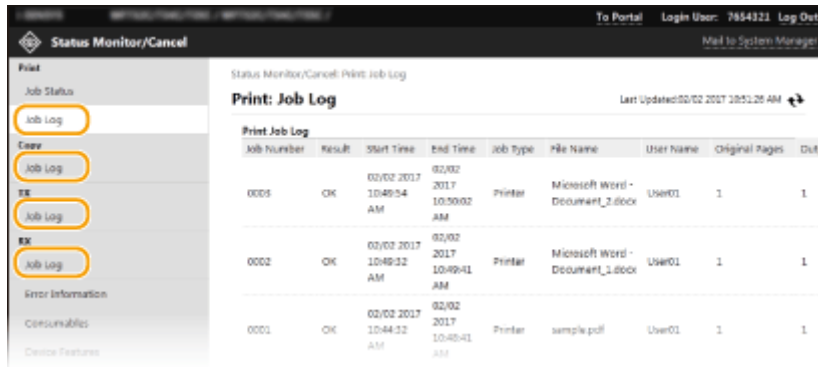 To Portal Login User: 7654321 Log Out
Status Monitor/Cancel
Mail to System Manager
Print
Job Status
Job Log
Copy
Job Log
TX
Job Log
RX
Job Log
Error Information
Consumables
Device Features
Status Monitor/Cancel: Print: Job Log
Print: Job Log
Last Updated:02/02 2017 10:51:26 AM
Print Job Log
Job Number Result Start Time End Time Job Type File Name User Name Original Pages Out
0003 OK 02/02 2017 10:49:54 AM 02/02 2017 10:50:02 AM Printer Microsoft Word - Document_2.docx User01 1 1
0002 OK 02/02 2017 10:49:32 AM 02/02 2017 10:49:41 AM Printer Microsoft Word - Document_1.docx User01 1 1
0001 OK 02/02 2017 10:44:32 AM 02/02 2017 10:48:41 AM Printer sample.pdf User01 1 1